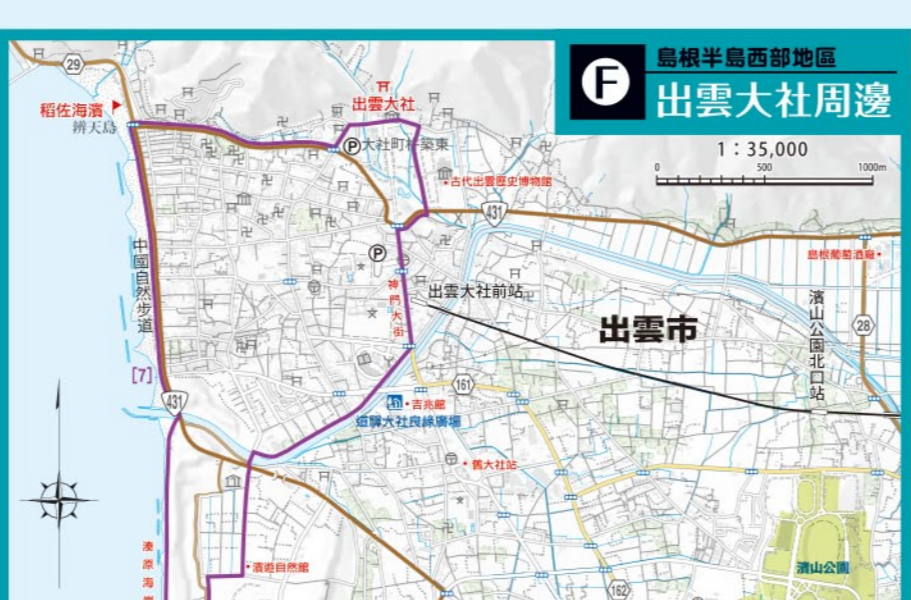 F
島根半島西部地區
出雲大社周邊
1：35,000
0
500
1000m
29
稻佐海濱
辨天島
出雲大社
P
大社町杵築東
古代出雲歷史博物館
431
島根葡萄酒廠
P
中國自然步道
神門大街
出雲大社前站
出雲市
濱山公園北口站
28
[7]
431
161
吉兆館
道驛大社良緣廣場
舊大社站
湊原海岸
濱遊自然館
162
濱山公園